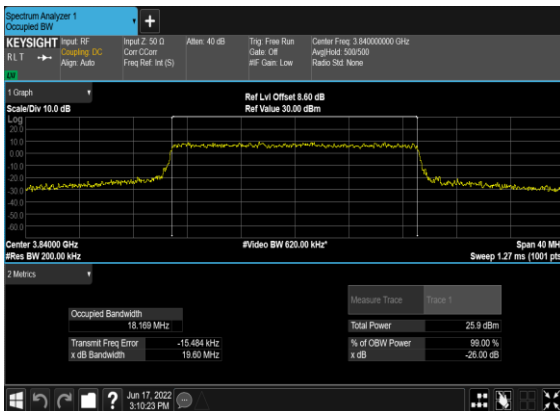 Spectrum Analyzer 1
Occupied BW
KEYSIGHT
RLT
Input: RF
Coupling: DC
Align: Auto
Input Z: 50 Ω
Corr CCorr
Freq Ref: Int (S)
Atten: 40 dB
Trig: Free Run
Gate: Off
#IF Gain: Low
Center Freq: 3.840000000 GHz
Avg|Hold: 500/500
Radio Std: None
LV
1 Graph
Scale/Div 10.0 dB
Ref Lvl Offset 8.60 dB
Ref Value 30.00 dBm
Log
20.0
10.0
0.00
-10.0
-20.0
-30.0
-40.0
-50.0
-60.0
Center 3.84000 GHz
#Video BW 620.00 kHz*
Span 40 MH
#Res BW 200.00 kHz
Sweep 1.27 ms (1001 pts
2 Metrics
Measure Trace Trace 1
Occupied Bandwidth
18.169 MHz
Total Power 25.9 dBm
Transmit Freq Error -15.484 kHz
% of OBW Power 99.00 %
x dB Bandwidth 19.60 MHz
x dB -26.00 dB
Jun 17, 2022
3:10:23 PM